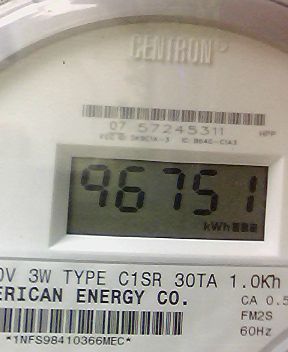 CENTRON®
07 57245311 HPP
96751
kWh
0V 3W TYPE C1SR 30TA 1.0Kh
ERICAN ENERGY CO. CA 0.5
FM2S
60Hz
*1NFS98410366MEC*